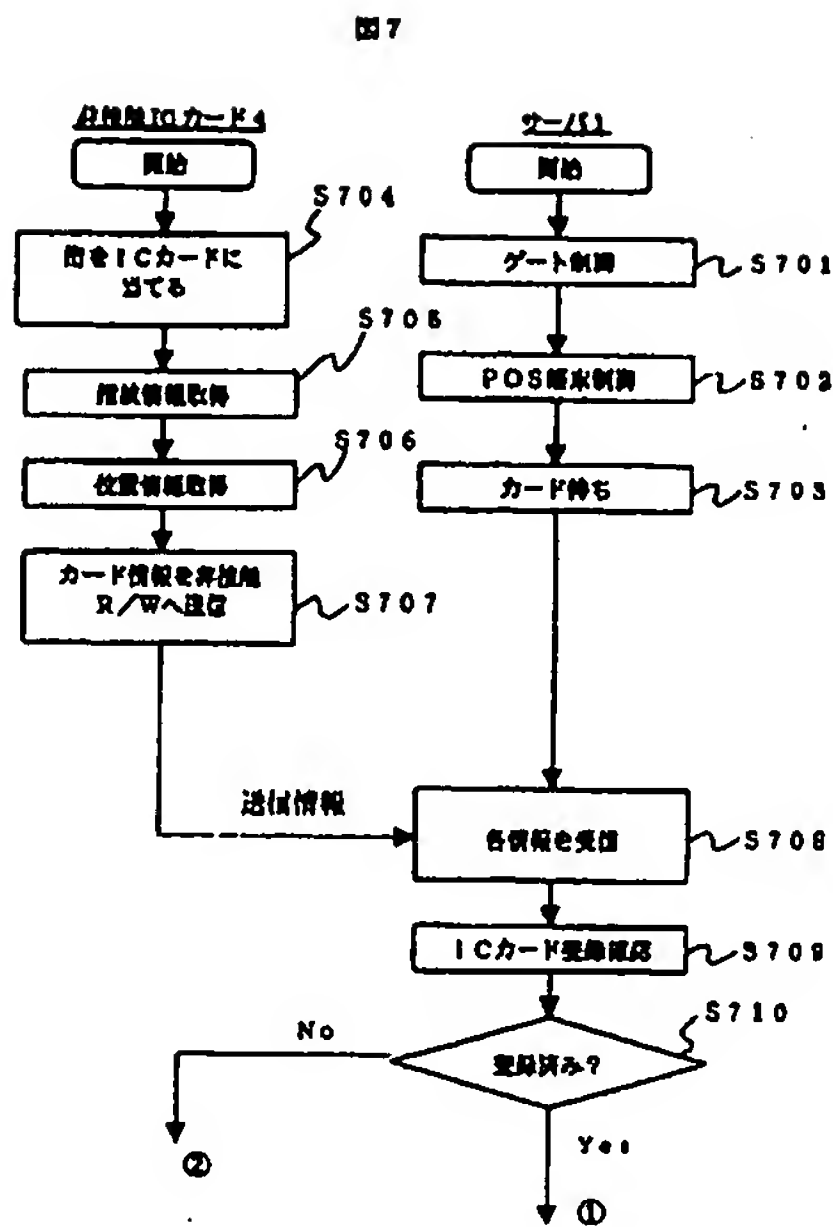 図7
非接触ICカード4
開始
S704
指をICカードに
当てる
S705
指紋情報取得
S706
位置情報取得
カード情報を非接触
R/Wへ送信
S707
サーバ1
開始
ゲート制御
S701
POS端末制御
S702
カード待ち
S703
送信情報
各情報を受信
S708
ICカード登録確認
S709
S710
登録済み?
No
②
Yes
①